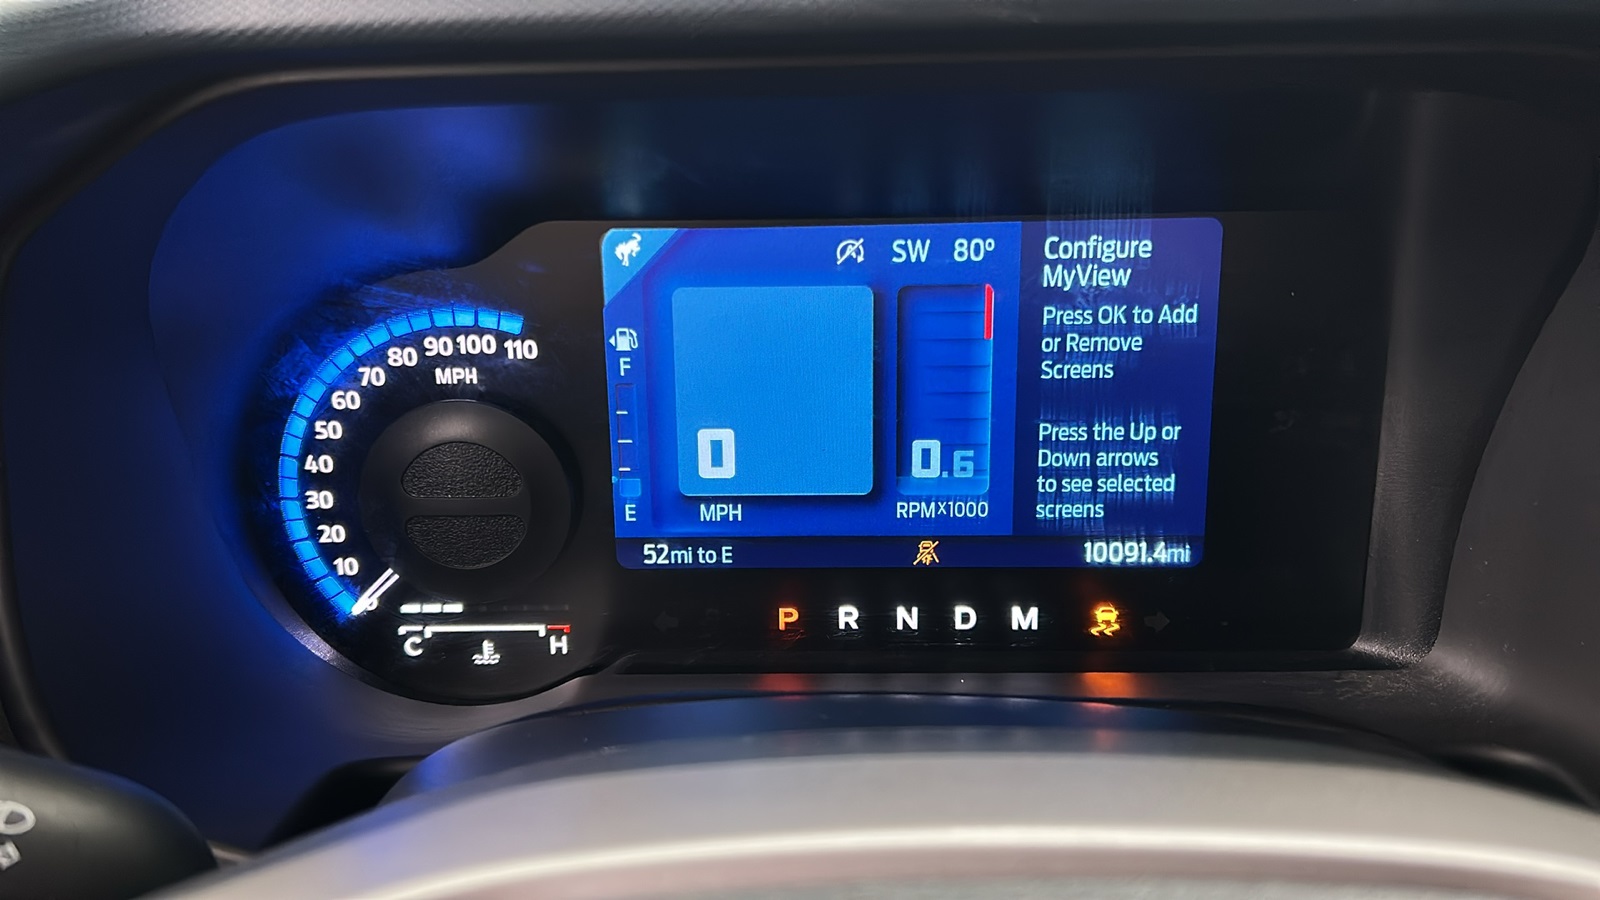 SW 80°
Configure
MyView
Press OK to Add
or Remove
Screens
Press the Up or
Down arrows
to see selected
screens
F
E
0
MPH
0.6
RPMx1000
52mi to E
10091.4mi
P R N D M
110
100
90
80
70
60
50
40
30
20
10
MPH
C E H